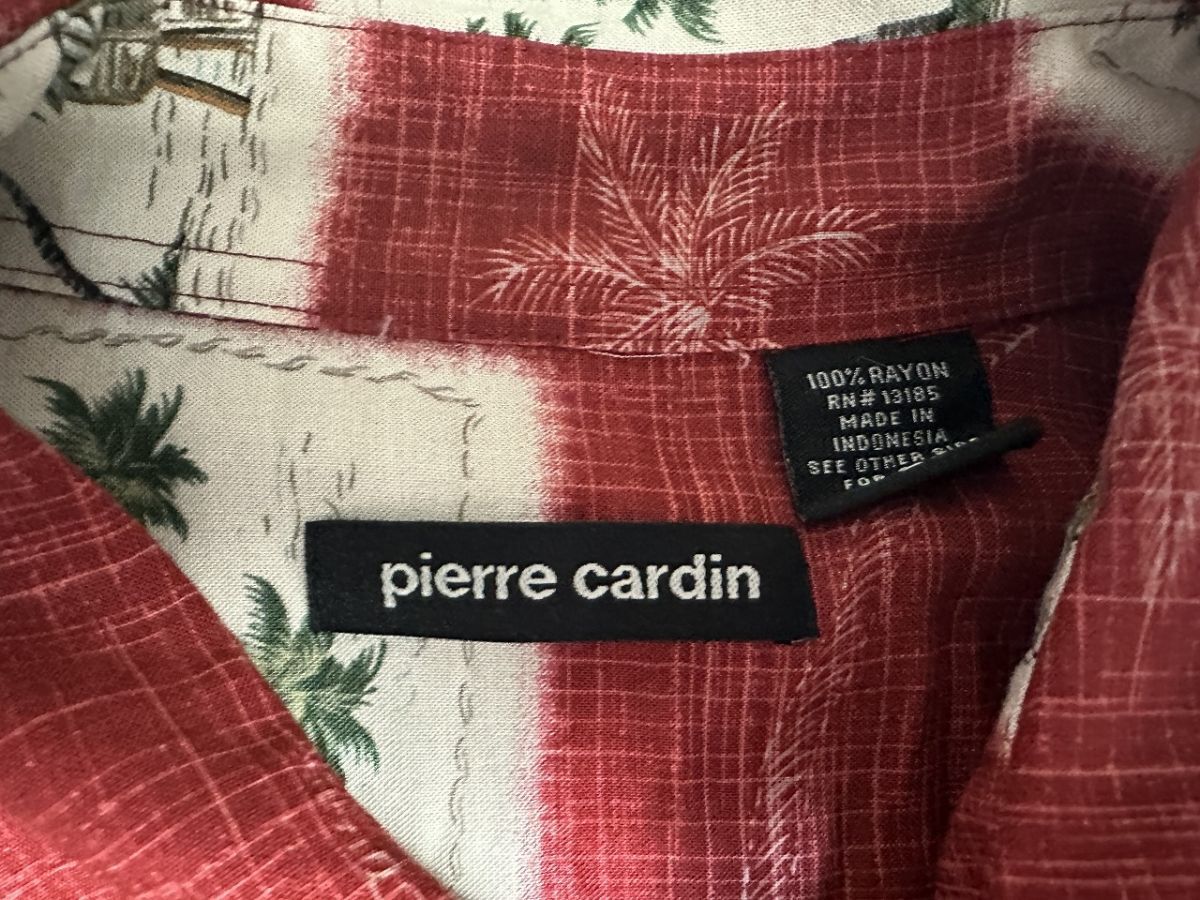 100% RAYON
RN# 13185
MADE IN
INDONESIA
SEE OTHER
pierre cardin